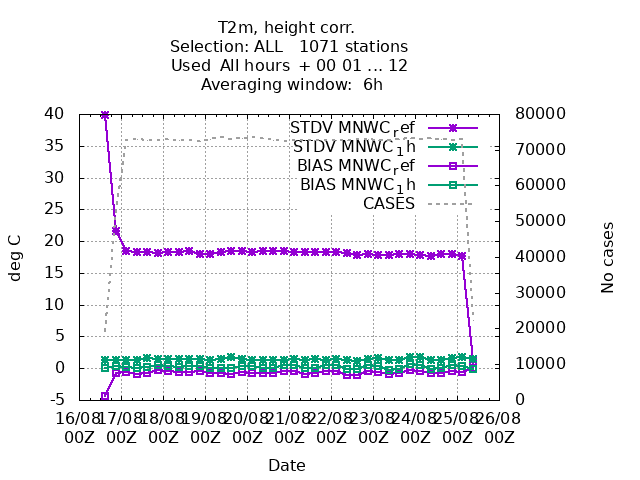 T2m, height corr.
Selection: ALL   1071 stations
Used  All hours  + 00 01 ... 12
Averaging window:  6h
40
35
30
25
20
15
10
5
0
-5
80000
70000
60000
50000
40000
30000
20000
10000
0
deg C
No cases
STDV MNWC_ref
STDV MNWC_1h
BIAS MNWC_ref
BIAS MNWC_1h
CASES
16/08 17/08 18/08 19/08 20/08 21/08 22/08 23/08 24/08 25/08 26/08
00Z 00Z 00Z 00Z 00Z 00Z 00Z 00Z 00Z 00Z 00Z
Date